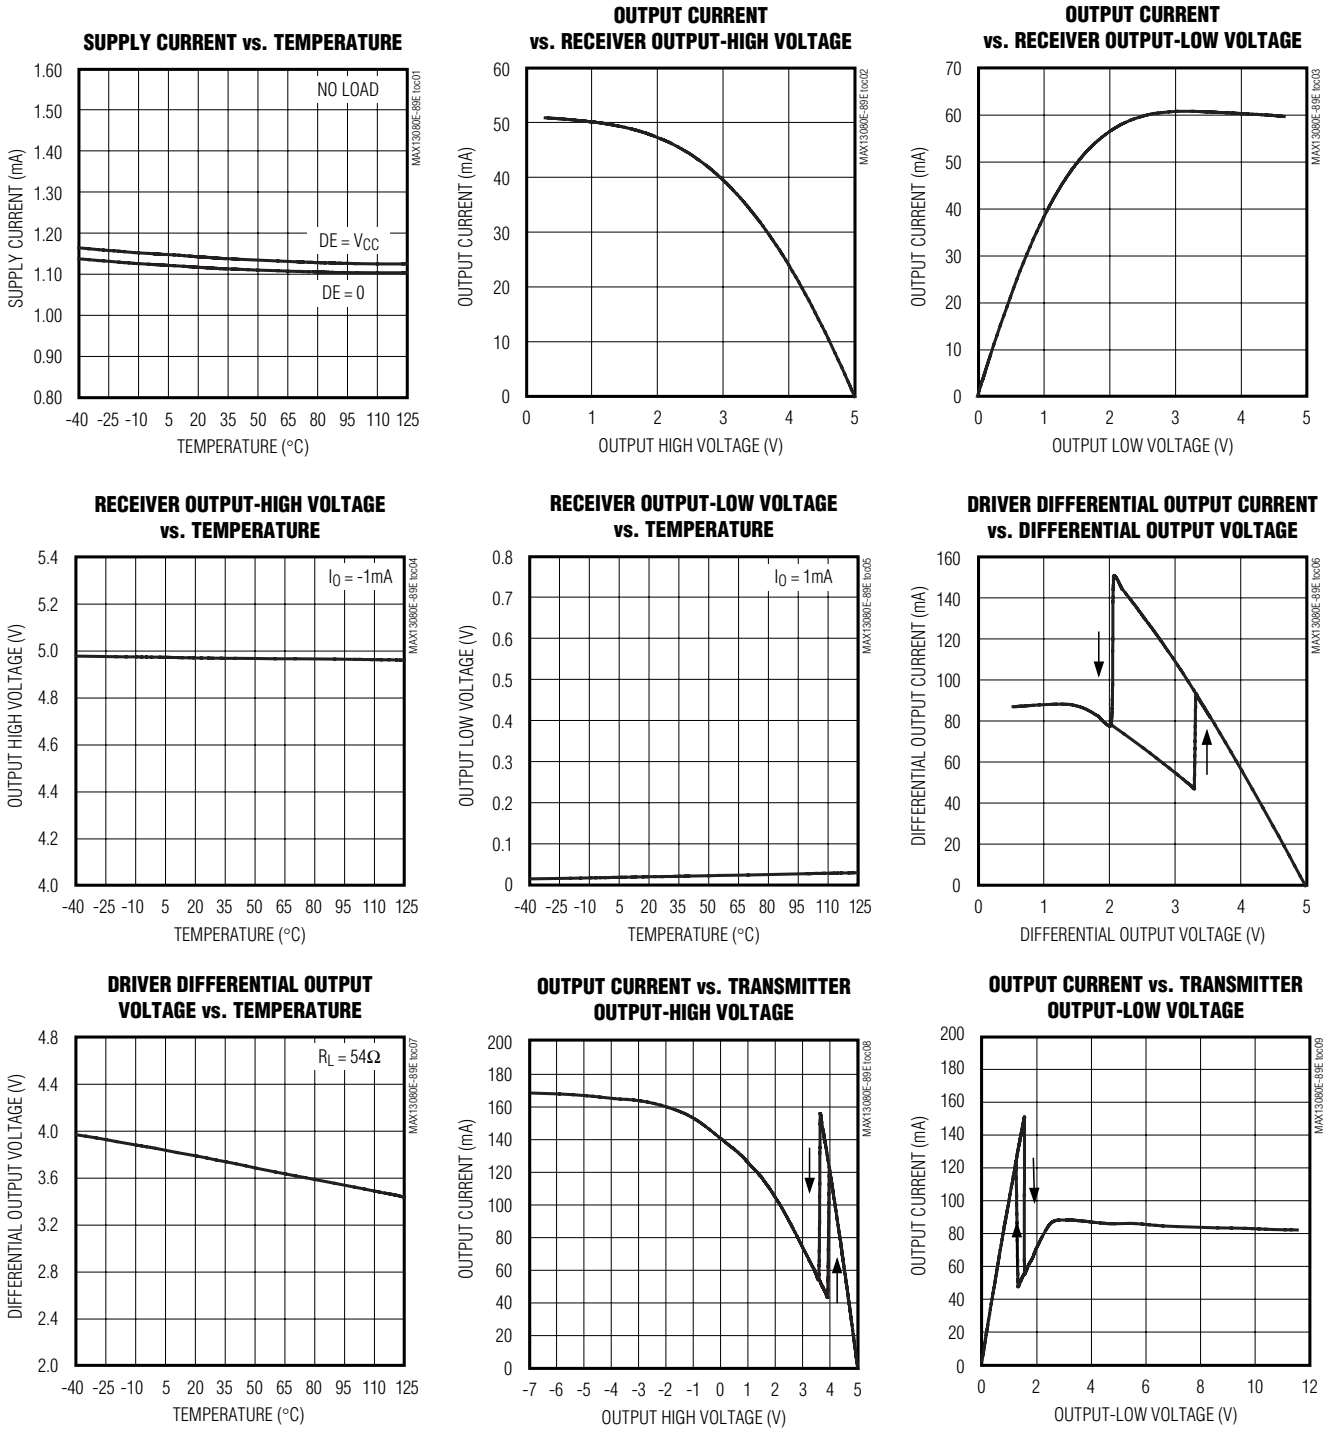 SUPPLY CURRENT vs. TEMPERATURE
SUPPLY CURRENT (mA)
1.60
1.50
1.40
1.30
1.20
1.10
1.00
0.90
0.80
NO LOAD
DE = VCC
DE = 0
-40 -25 -10 5 20 35 50 65 80 95 110 125
TEMPERATURE (°C)
MAX13080E-89E toc01
OUTPUT CURRENT
vs. RECEIVER OUTPUT-HIGH VOLTAGE
OUTPUT CURRENT (mA)
60
50
40
30
20
10
0
0 1 2 3 4 5
OUTPUT HIGH VOLTAGE (V)
MAX13080E-89E toc02
OUTPUT CURRENT
vs. RECEIVER OUTPUT-LOW VOLTAGE
OUTPUT CURRENT (mA)
70
60
50
40
30
20
10
0
0 1 2 3 4 5
OUTPUT LOW VOLTAGE (V)
MAX13080E-89E toc03
RECEIVER OUTPUT-HIGH VOLTAGE
vs. TEMPERATURE
OUTPUT HIGH VOLTAGE (V)
5.4
5.2
5.0
4.8
4.6
4.4
4.2
4.0
IO = -1mA
-40 -25 -10 5 20 35 50 65 80 95 110 125
TEMPERATURE (°C)
MAX13080E-89E toc04
RECEIVER OUTPUT-LOW VOLTAGE
vs. TEMPERATURE
OUTPUT LOW VOLTAGE (V)
0.8
0.7
0.6
0.5
0.4
0.3
0.2
0.1
0
IO = 1mA
-40 -25 -10 5 20 35 50 65 80 95 110 125
TEMPERATURE (°C)
MAX13080E-89E toc05
DRIVER DIFFERENTIAL OUTPUT CURRENT
vs. DIFFERENTIAL OUTPUT VOLTAGE
DIFFERENTIAL OUTPUT CURRENT (mA)
160
140
120
100
80
60
40
20
0
0 1 2 3 4 5
DIFFERENTIAL OUTPUT VOLTAGE (V)
MAX13080E-89E toc06
DRIVER DIFFERENTIAL OUTPUT
VOLTAGE vs. TEMPERATURE
DIFFERENTIAL OUTPUT VOLTAGE (V)
4.8
4.4
4.0
3.6
3.2
2.8
2.4
2.0
RL = 54Ω
-40 -25 -10 5 20 35 50 65 80 95 110 125
TEMPERATURE (°C)
MAX13080E-89E toc07
OUTPUT CURRENT vs. TRANSMITTER
OUTPUT-HIGH VOLTAGE
OUTPUT CURRENT (mA)
200
180
160
140
120
100
80
60
40
20
0
-7 -6 -5 -4 -3 -2 -1 0 1 2 3 4 5
OUTPUT HIGH VOLTAGE (V)
MAX13080E-89E toc08
OUTPUT CURRENT vs. TRANSMITTER
OUTPUT-LOW VOLTAGE
OUTPUT CURRENT (mA)
200
180
160
140
120
100
80
60
40
20
0
0 2 4 6 8 10 12
OUTPUT-LOW VOLTAGE (V)
MAX13080E-89E toc09